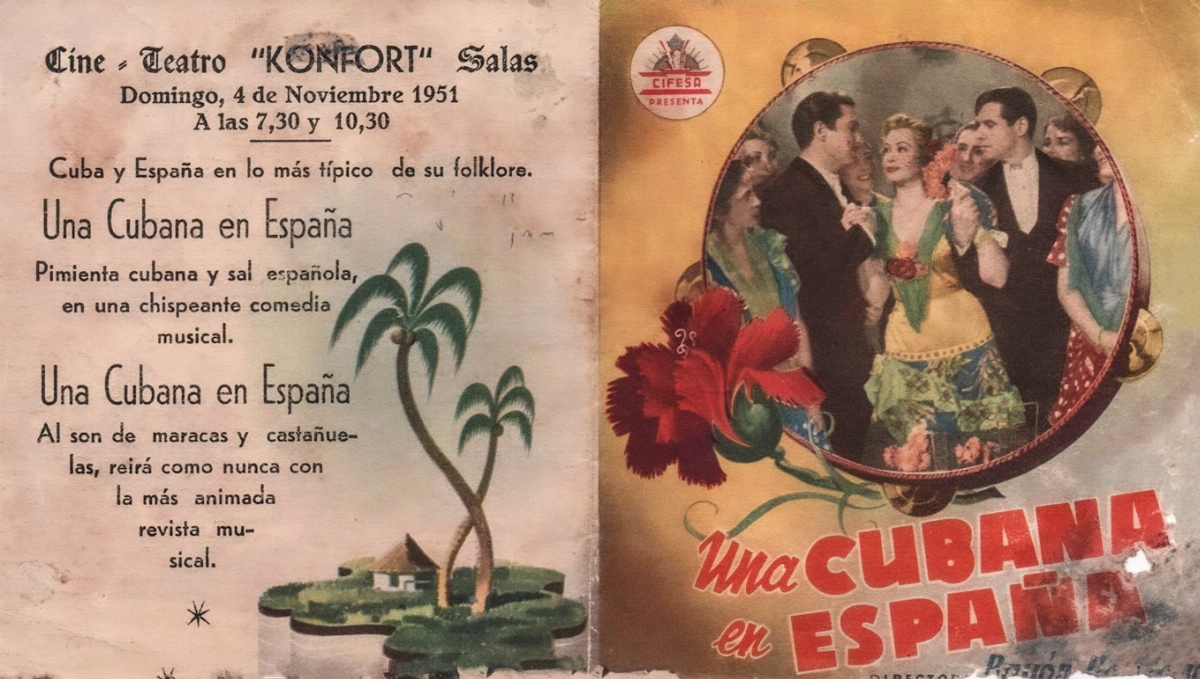 Cine - Teatro "KONFORT" Salas
Domingo, 4 de Noviembre 1951
A las 7,30 y 10,30
Cuba y España en lo más típico de su folklore.
Una Cubana en España
Pimienta cubana y sal española,
en una chispeante comedia
musical.
Una Cubana en España
Al son de maracas y castañue-
las, reirá como nunca con
la más animada
revista mu-
sical.
CIFESA
PRESENTA
Una CUBANA
en ESPAÑA
DIRECTOR